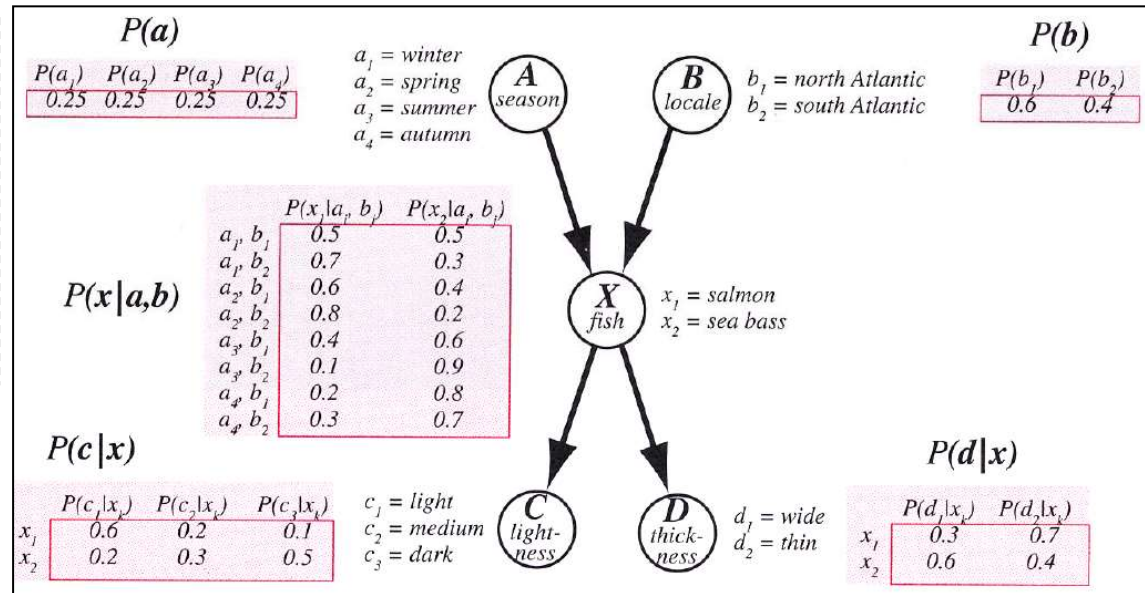 P(a)
P(a₁) P(a₂) P(a₃) P(a₄)
0.25 0.25 0.25 0.25
a₁ = winter
a₂ = spring
a₃ = summer
a₄ = autumn
A
season
B
locale
b₁ = north Atlantic
b₂ = south Atlantic
P(b)
P(b₁) P(b₂)
0.6 0.4
P(x|a,b)
P(x₁|aᵢ, bⱼ) P(x₂|aᵢ, bⱼ)
a₁, b₁ 0.5 0.5
a₁, b₂ 0.7 0.3
a₂, b₁ 0.6 0.4
a₂, b₂ 0.8 0.2
a₃, b₁ 0.4 0.6
a₃, b₂ 0.1 0.9
a₄, b₁ 0.2 0.8
a₄, b₂ 0.3 0.7
X
fish
x₁ = salmon
x₂ = sea bass
P(c|x)
P(c₁|xₖ) P(c₂|xₖ) P(c₃|xₖ)
x₁ 0.6 0.2 0.1
x₂ 0.2 0.3 0.5
c₁ = light
c₂ = medium
c₃ = dark
C
light-
ness
D
thick-
ness
d₁ = wide
d₂ = thin
P(d|x)
P(d₁|xₖ) P(d₂|xₖ)
x₁ 0.3 0.7
x₂ 0.6 0.4